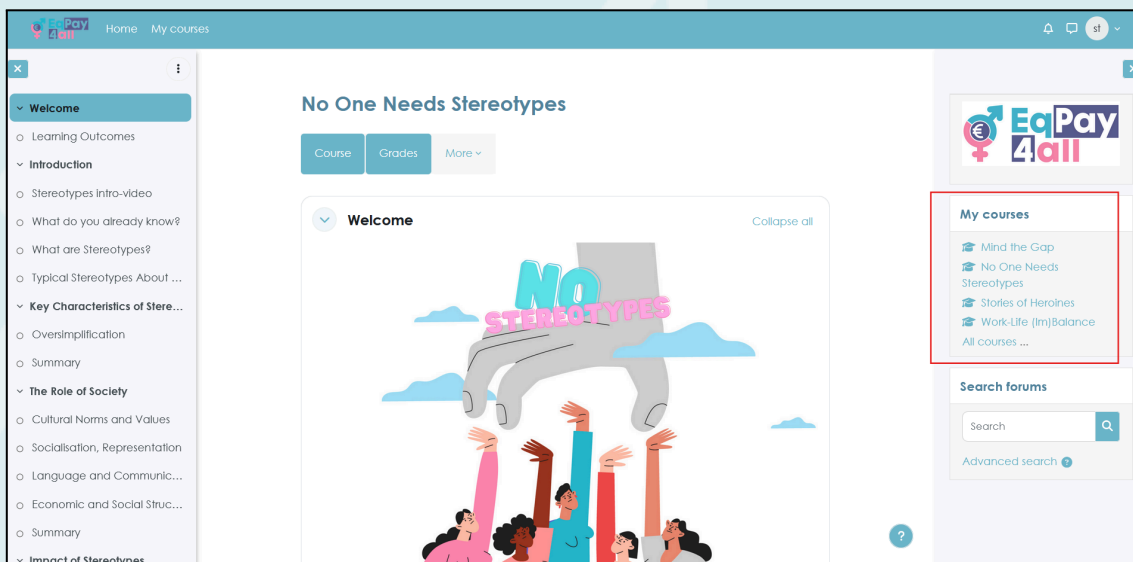 EqPay
4all
Home My courses
st
Welcome
Learning Outcomes
Introduction
Stereotypes intro-video
What do you already know?
What are Stereotypes?
Typical Stereotypes About ...
Key Characteristics of Stere...
Oversimplification
Summary
The Role of Society
Cultural Norms and Values
Socialisation, Representation
Language and Communic...
Economic and Social Struc...
Summary
Impact of Stereotypes
No One Needs Stereotypes
Course Grades More
Welcome
Collapse all
NO
STEREOTYPES
€ EqPay
4all
My courses
Mind the Gap
No One Needs
Stereotypes
Stories of Heroines
Work-Life (Im)Balance
All courses ...
Search forums
Search
Advanced search ?
?